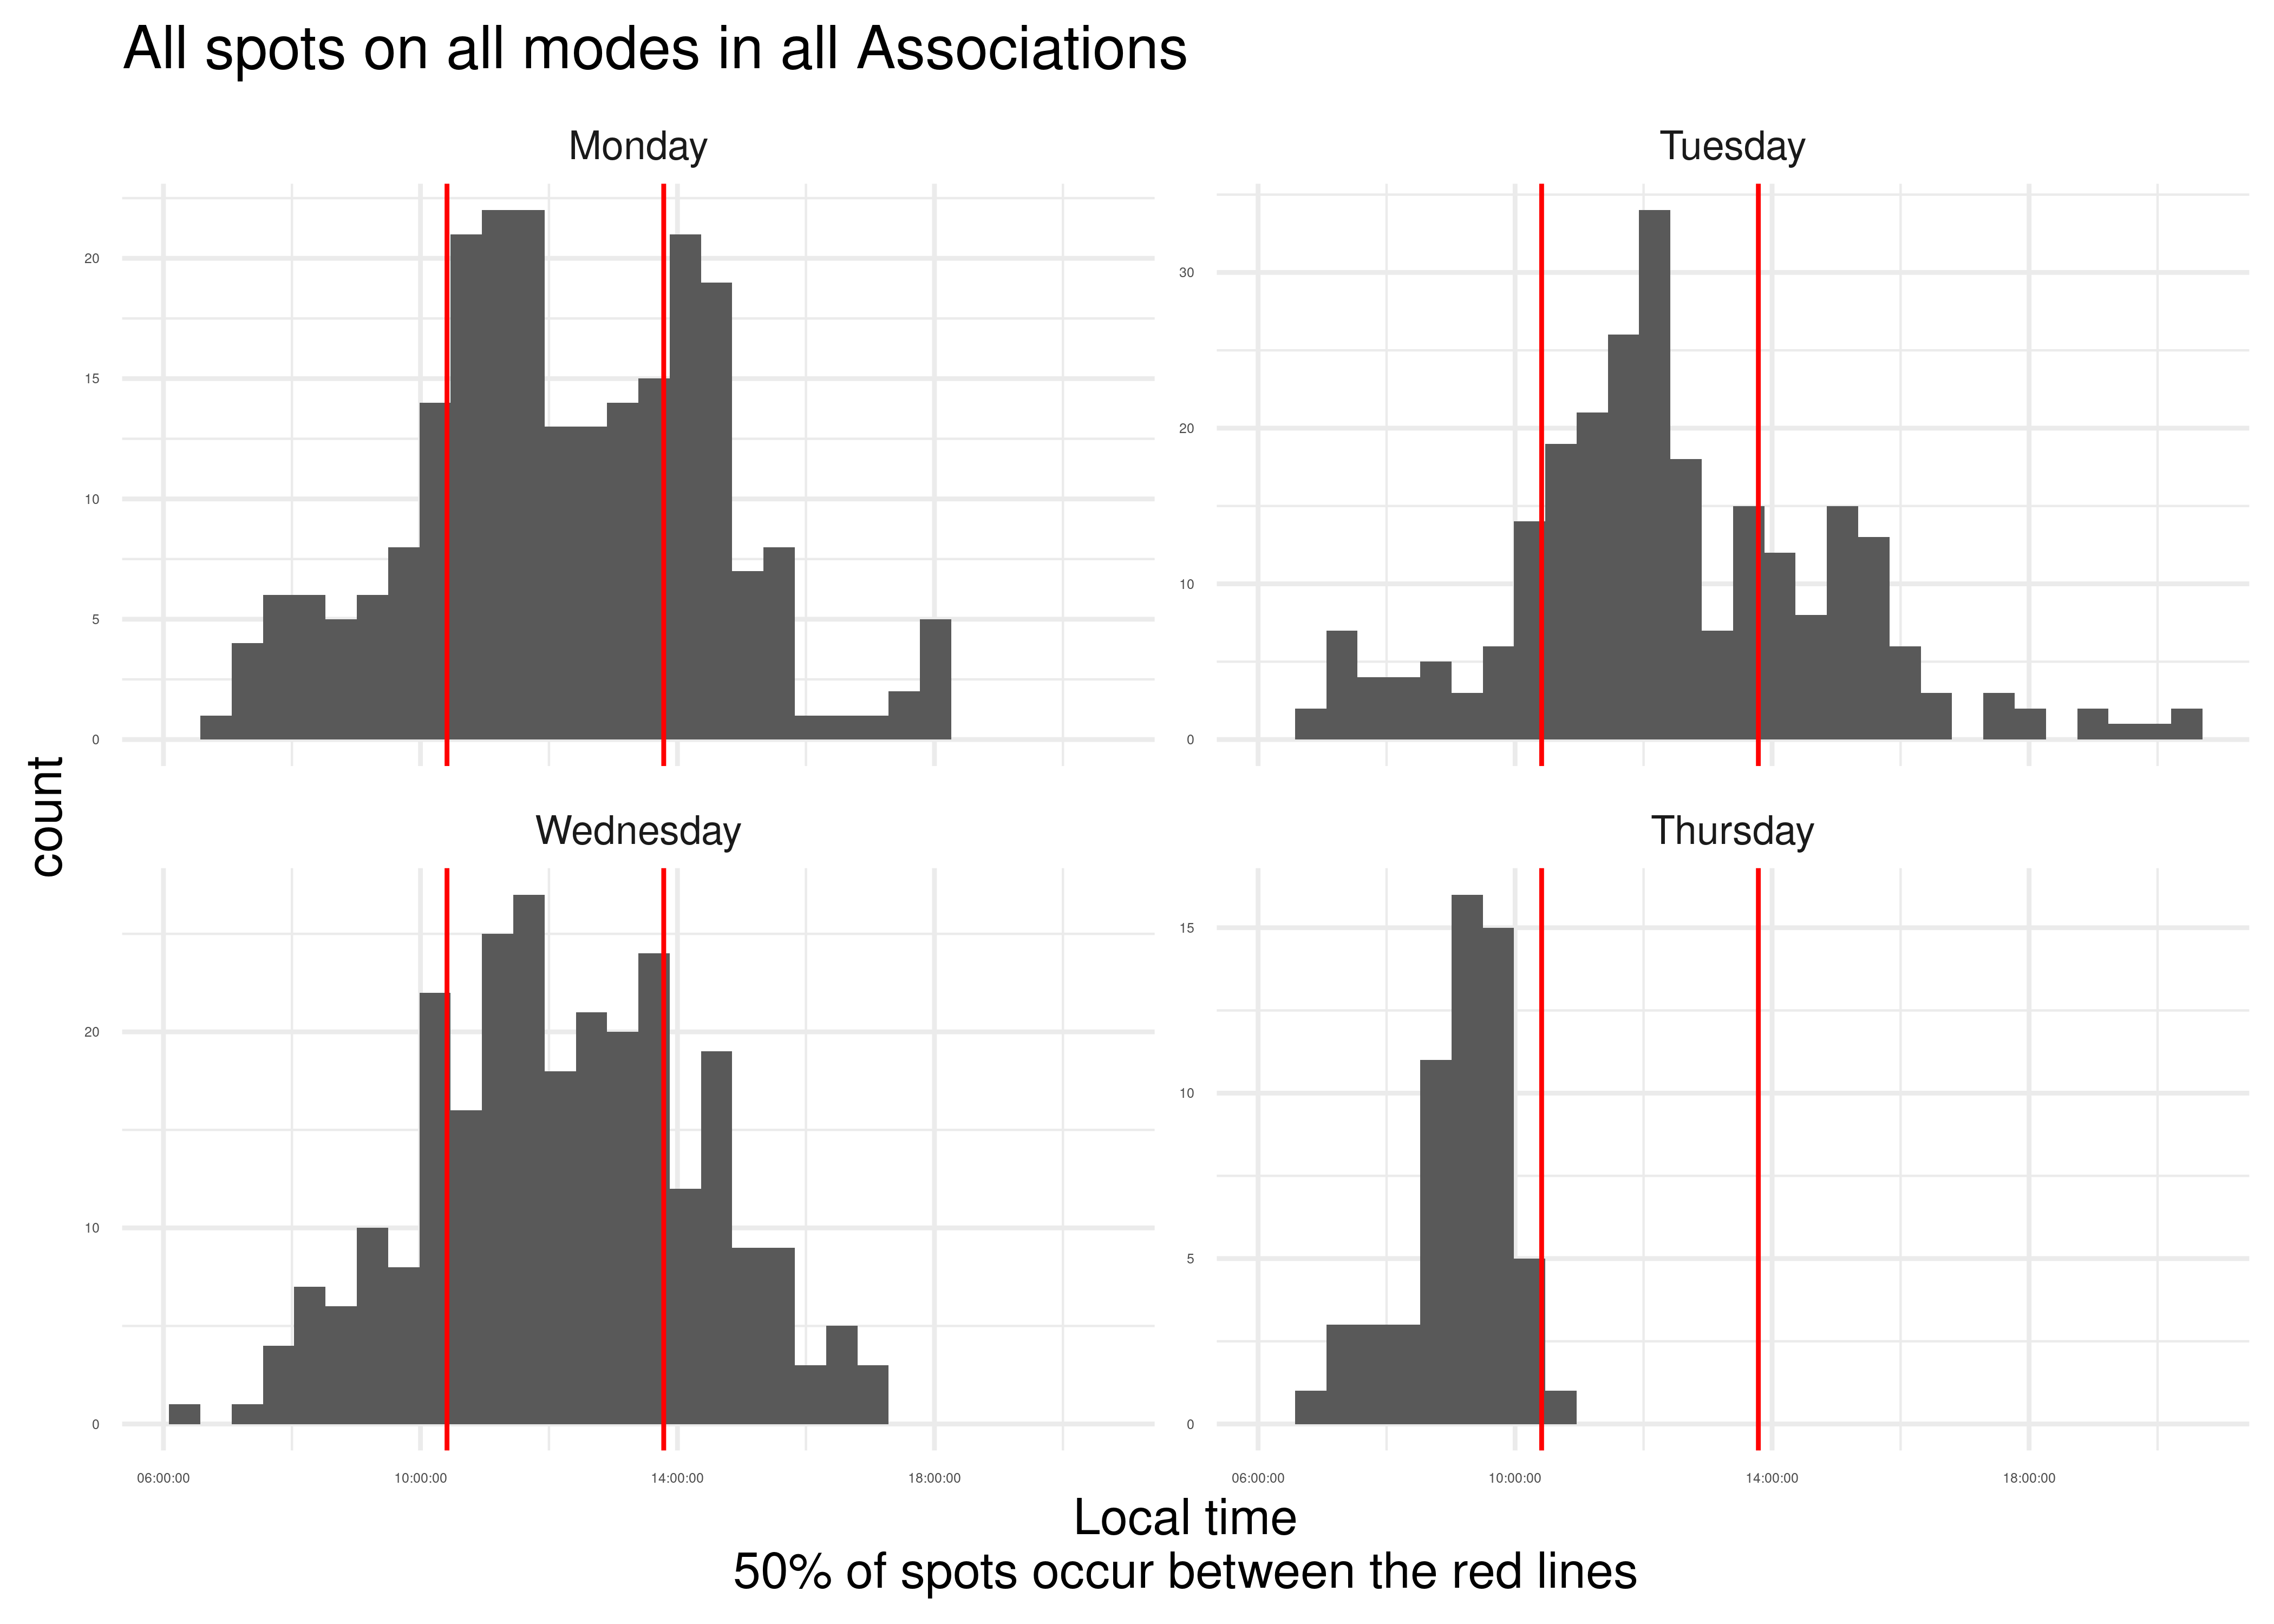 All spots on all modes in all Associations
Monday
Tuesday
20
15
10
5
0
30
20
10
0
count
Wednesday
Thursday
20
10
0
15
10
5
0
06:00:00 10:00:00 14:00:00 18:00:00
06:00:00 10:00:00 14:00:00 18:00:00
Local time
50% of spots occur between the red lines